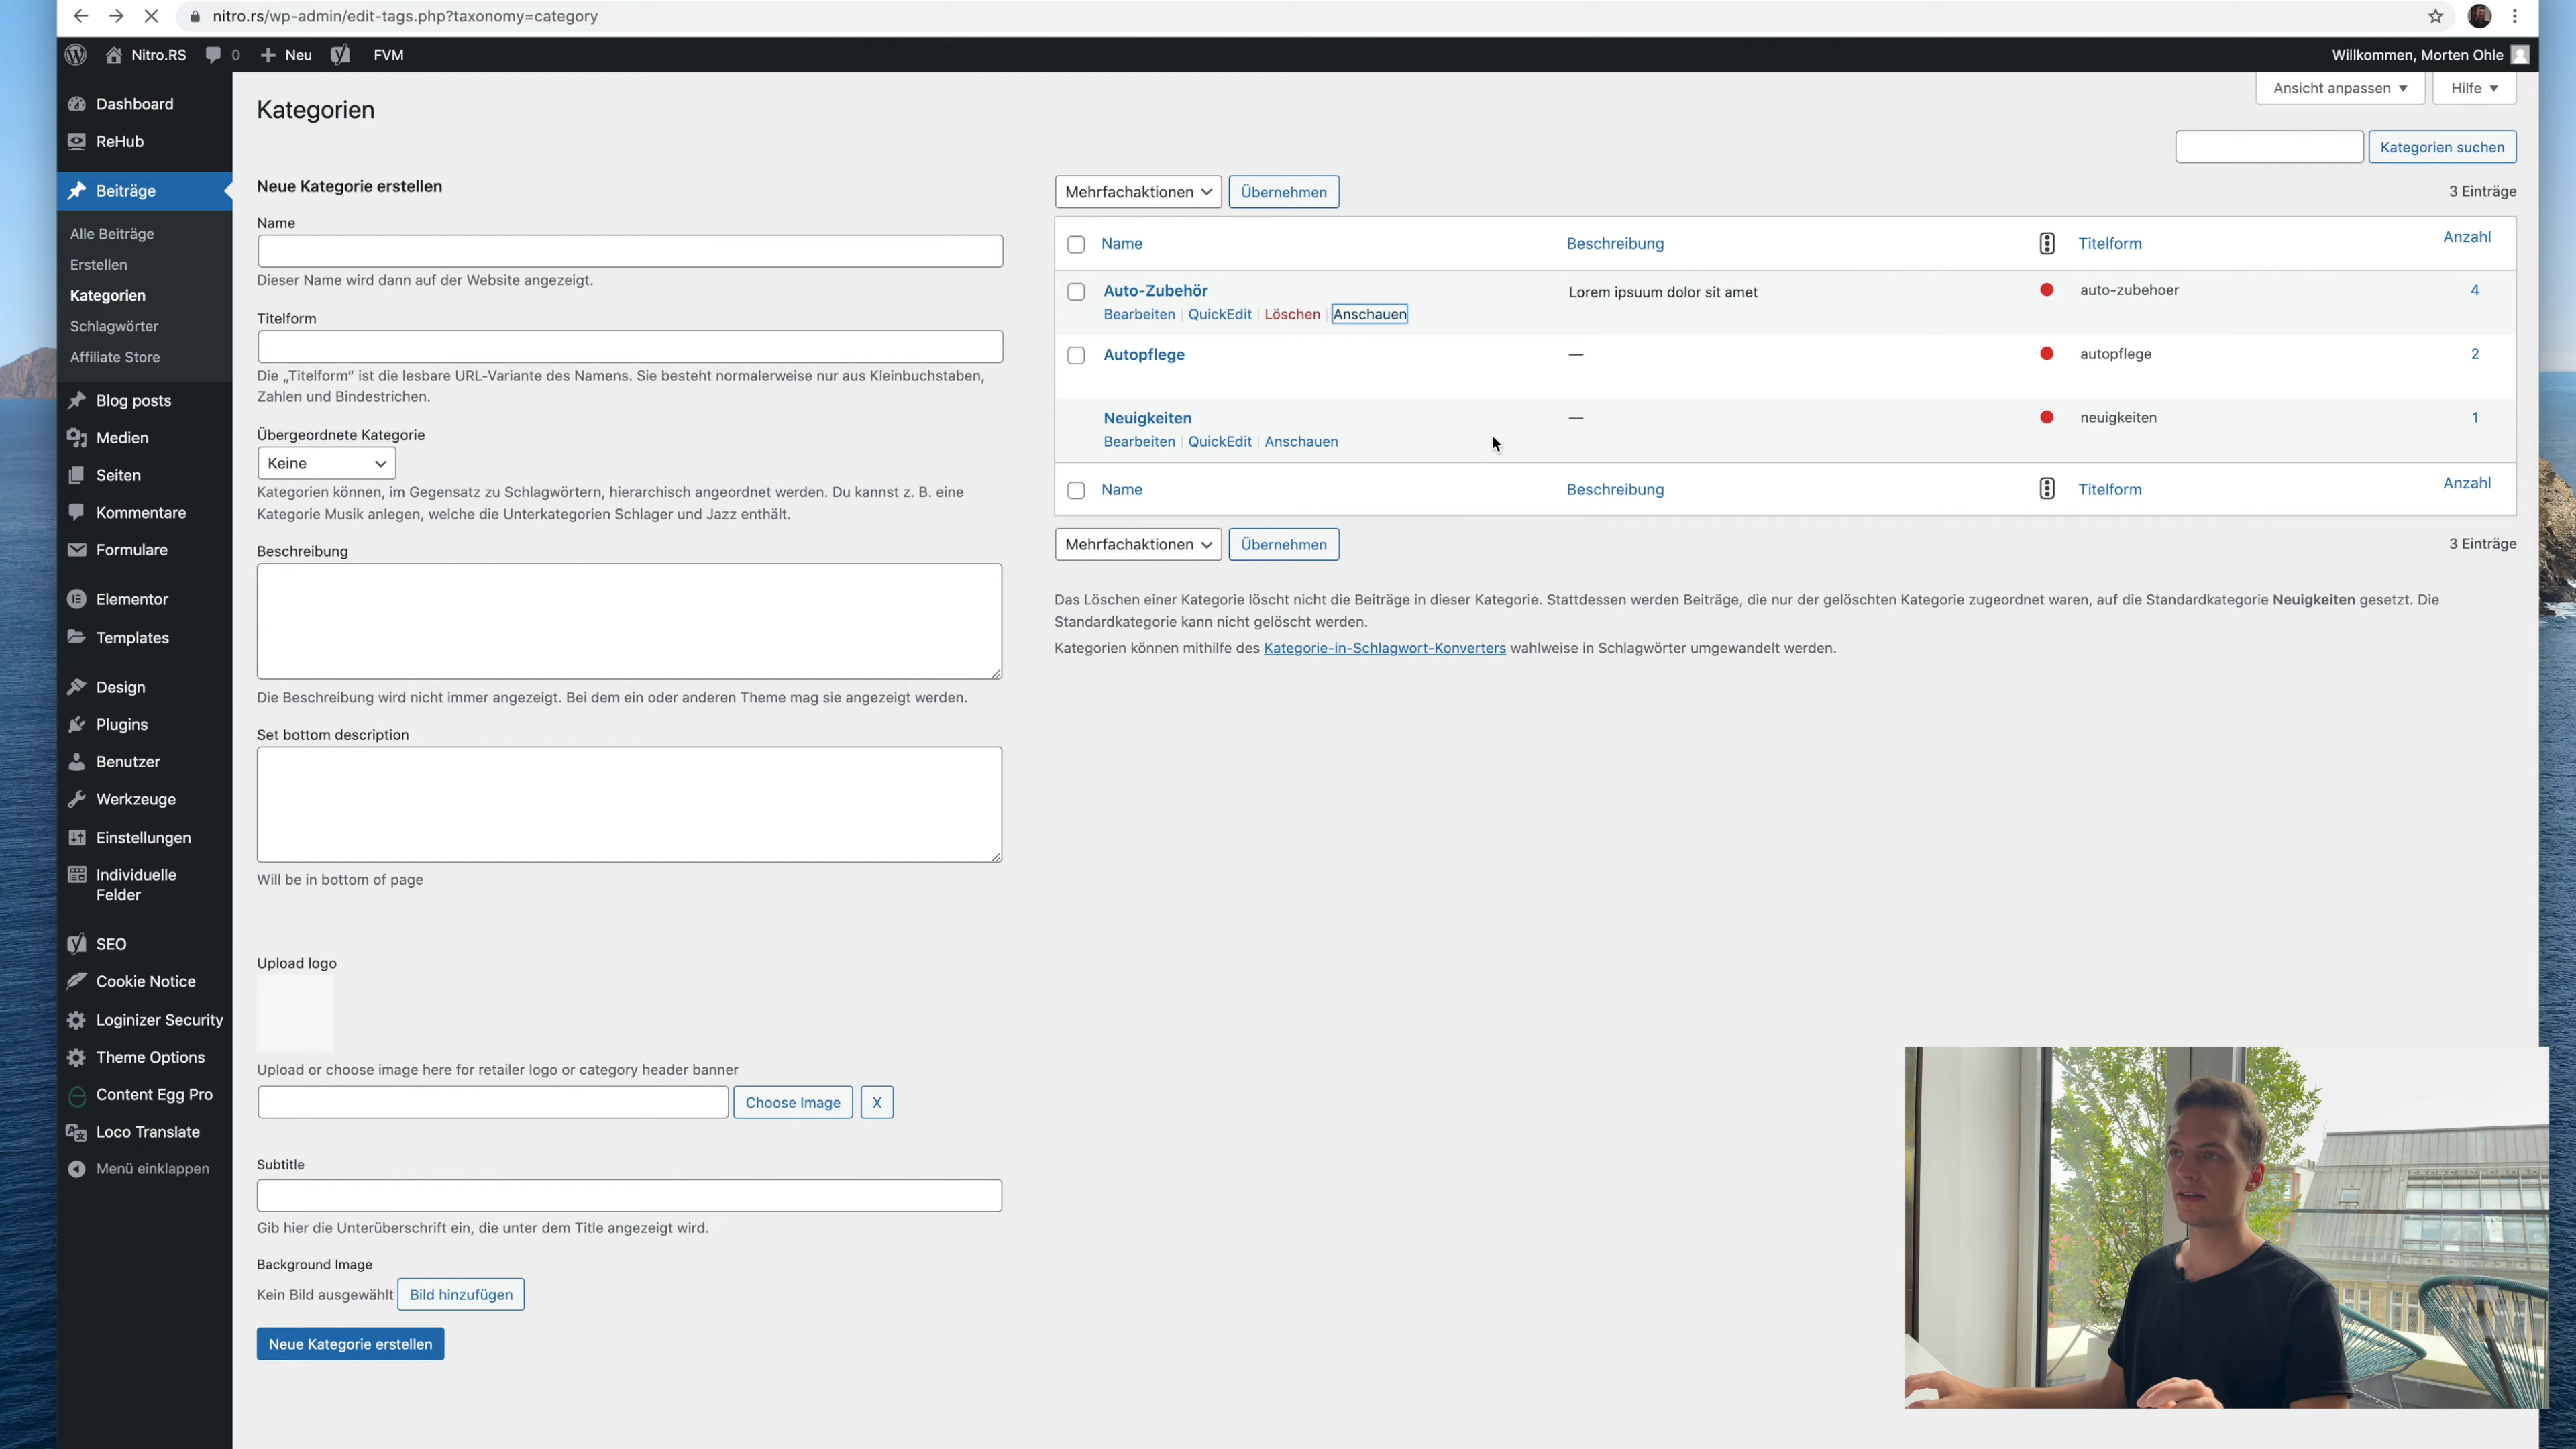 nitro.rs/wp-admin/edit-tags.php?taxonomy=category
Nitro.RS 0 Neu FVM Willkommen, Morten Ohle
Dashboard
ReHub
Beiträge
Alle Beiträge
Erstellen
Kategorien
Schlagwörter
Affiliate Store
Blog posts
Medien
Seiten
Kommentare
Formulare
Elementor
Templates
Design
Plugins
Benutzer
Werkzeuge
Einstellungen
Individuelle
Felder
SEO
Cookie Notice
Loginizer Security
Theme Options
Content Egg Pro
Loco Translate
Menü einklappen
Ansicht anpassen Hilfe
Kategorien
Kategorien suchen
Neue Kategorie erstellen
Name
Dieser Name wird dann auf der Website angezeigt.
Titelform
Die „Titelform“ ist die lesbare URL-Variante des Namens. Sie besteht normalerweise nur aus Kleinbuchstaben,
Zahlen und Bindestrichen.
Übergeordnete Kategorie
Keine
Kategorien können, im Gegensatz zu Schlagwörtern, hierarchisch angeordnet werden. Du kannst z. B. eine
Kategorie Musik anlegen, welche die Unterkategorien Schlager und Jazz enthält.
Beschreibung
Die Beschreibung wird nicht immer angezeigt. Bei dem ein oder anderen Theme mag sie angezeigt werden.
Set bottom description
Will be in bottom of page
Upload logo
Upload or choose image here for retailer logo or category header banner
Choose Image X
Subtitle
Gib hier die Unterüberschrift ein, die unter dem Title angezeigt wird.
Background Image
Kein Bild ausgewählt Bild hinzufügen
Neue Kategorie erstellen
Mehrfachaktionen Übernehmen 3 Einträge
Name Beschreibung Titelform Anzahl
Auto-Zubehör Lorem ipsuum dolor sit amet auto-zubehoer 4
Bearbeiten | QuickEdit | Löschen | Anschauen
Autopflege — autopflege 2
Neuigkeiten — neuigkeiten 1
Bearbeiten | QuickEdit | Anschauen
Name Beschreibung Titelform Anzahl
Mehrfachaktionen Übernehmen 3 Einträge
Das Löschen einer Kategorie löscht nicht die Beiträge in dieser Kategorie. Stattdessen werden Beiträge, die nur der gelöschten Kategorie zugeordnet waren, auf die Standardkategorie Neuigkeiten gesetzt. Die
Standardkategorie kann nicht gelöscht werden.
Kategorien können mithilfe des Kategorie-in-Schlagwort-Konverters wahlweise in Schlagwörter umgewandelt werden.